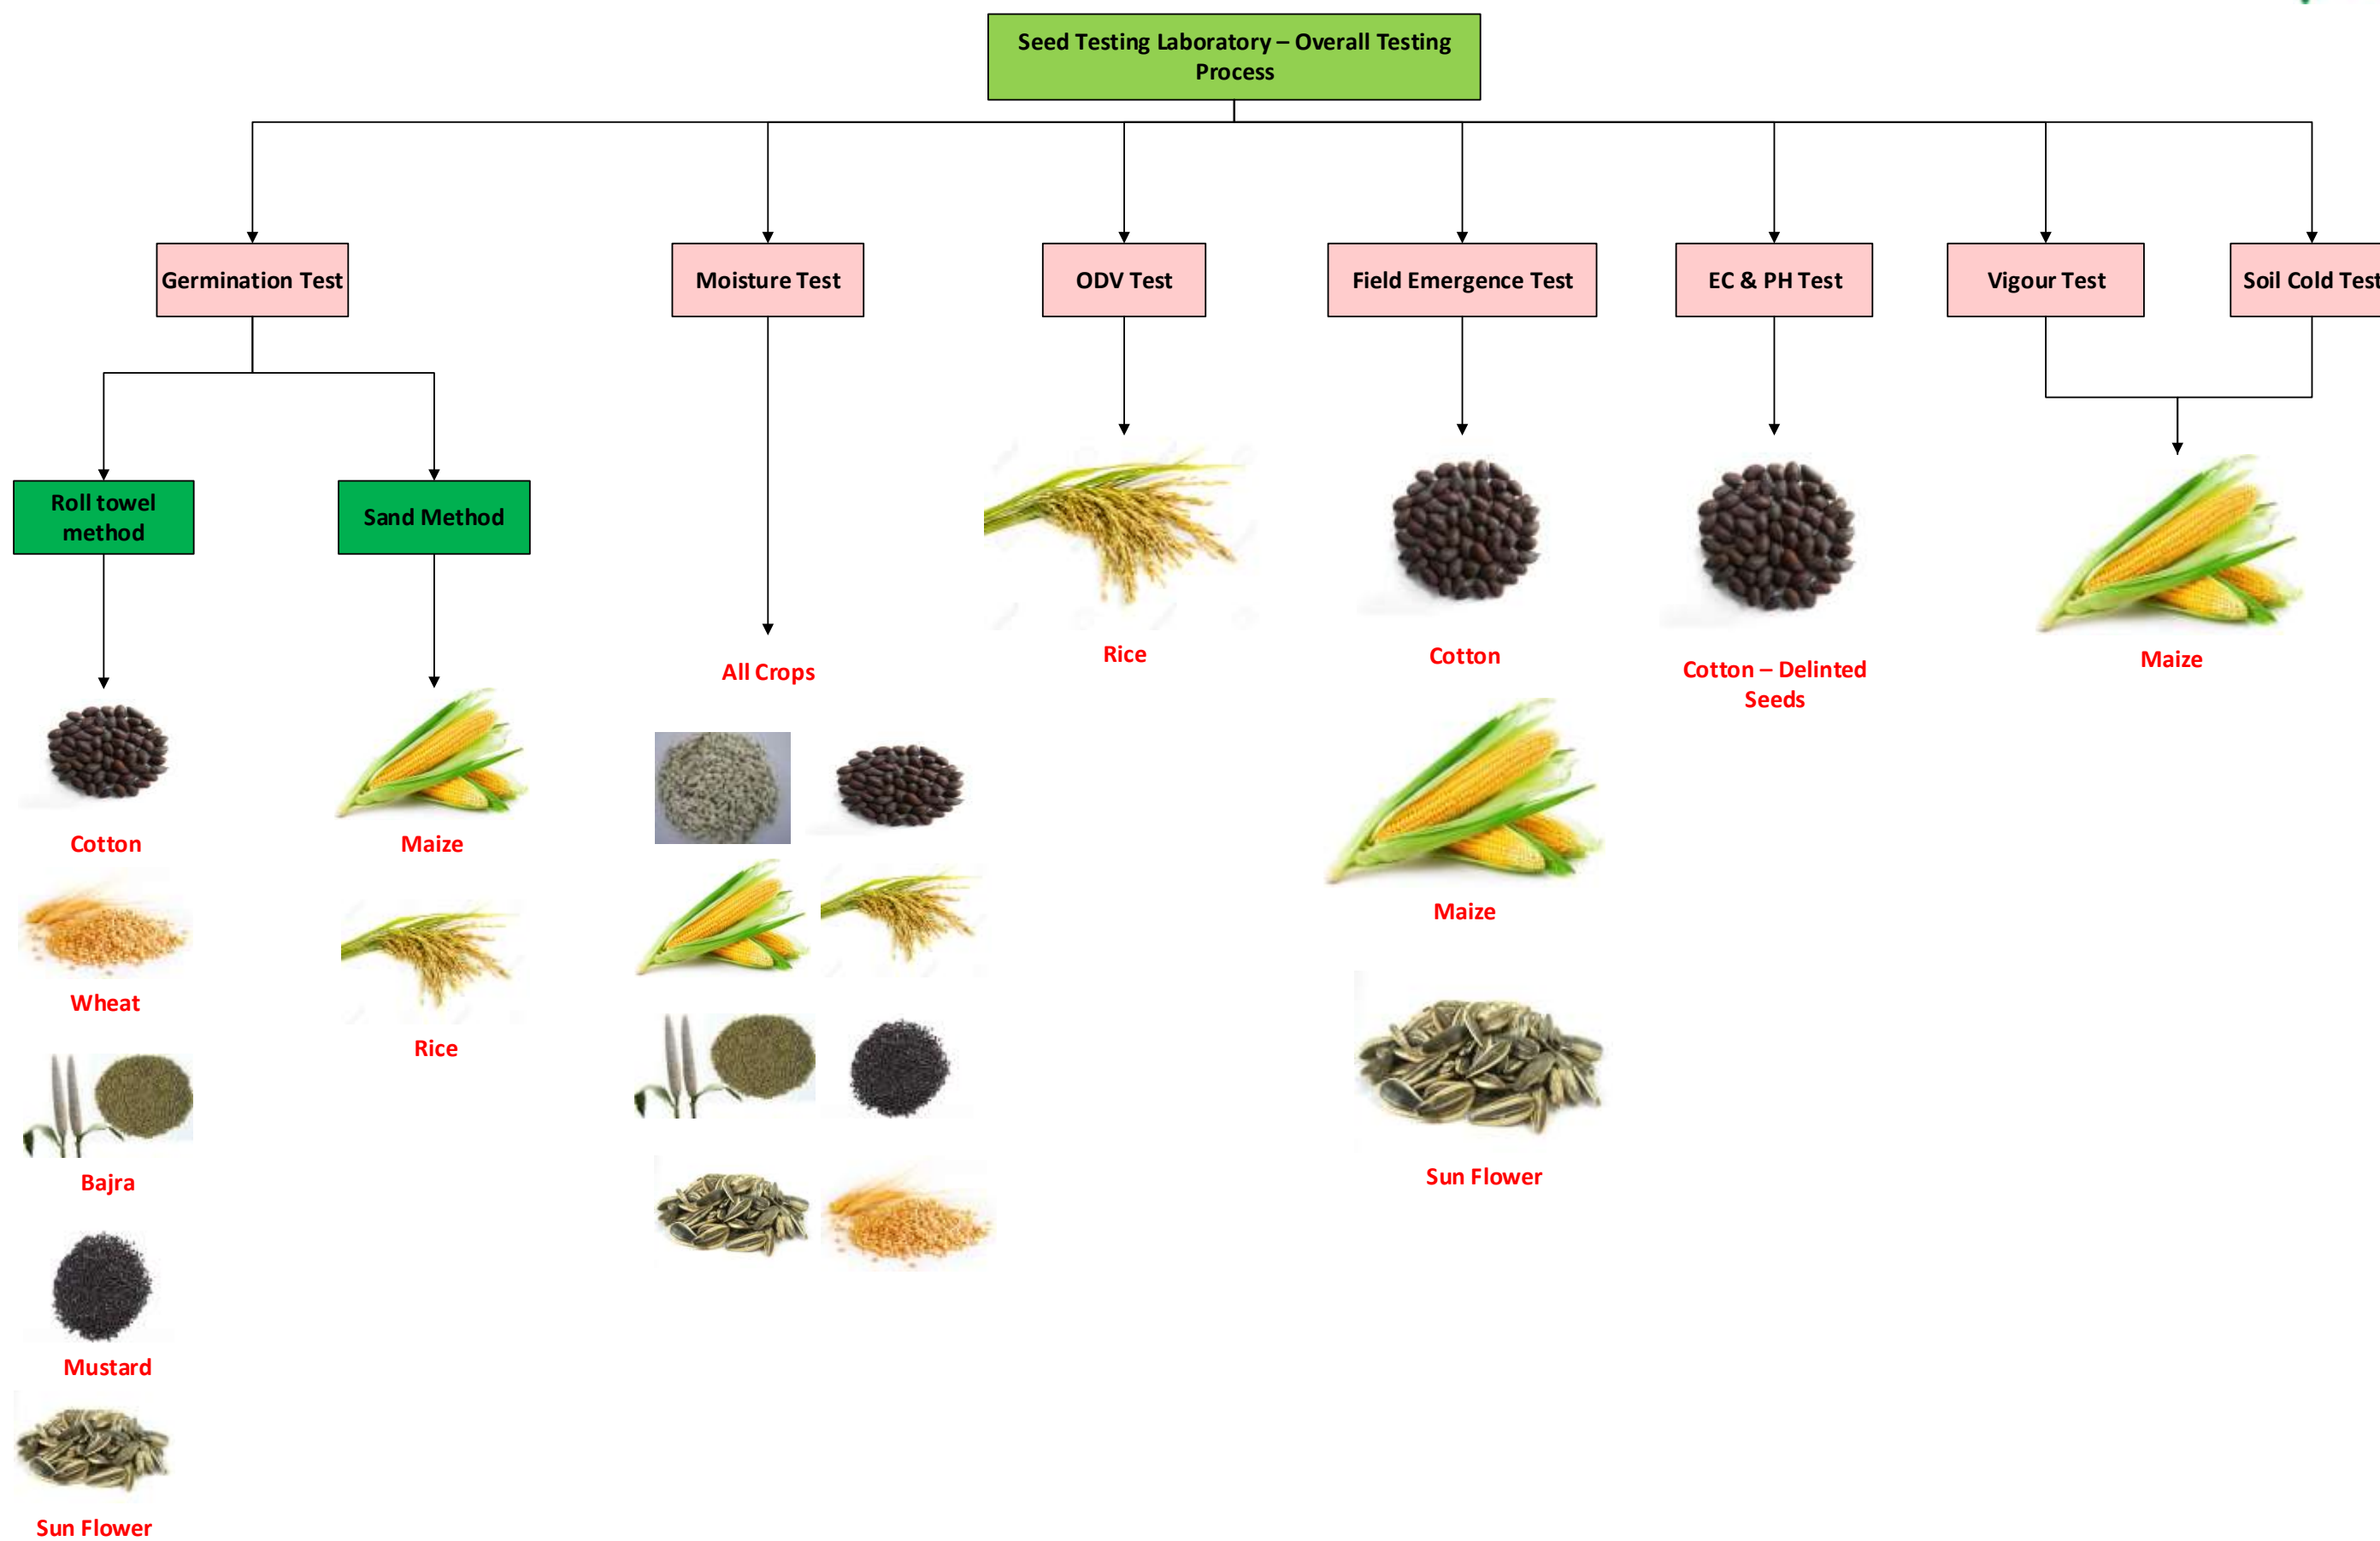 Seed Testing Laboratory – Overall Testing
Process
Germination Test
Moisture Test
ODV Test
Field Emergence Test
EC & PH Test
Vigour Test
Soil Cold Test
Roll towel
method
Sand Method
Cotton
Wheat
Bajra
Mustard
Sun Flower
Maize
Rice
All Crops
Rice
Cotton
Maize
Sun Flower
Cotton – Delinted
Seeds
Maize